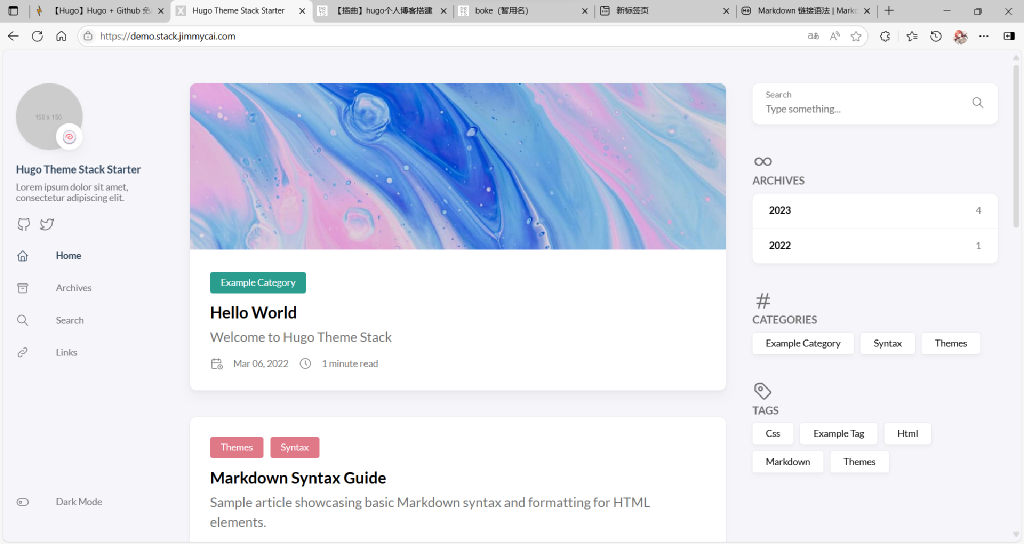 【Hugo】Hugo + Github 免
Hugo Theme Stack Starter
【插曲】hugo个人博客搭建
boke（暂用名）
新标签页
Markdown 链接语法 | Mark
https://demo.stack.jimmycai.com
150 x 150
Hugo Theme Stack Starter
Lorem ipsum dolor sit amet,
consectetur adipiscing elit.
Home
Archives
Search
Links
Dark Mode
Example Category
Hello World
Welcome to Hugo Theme Stack
Mar 06, 2022
1 minute read
Themes
Syntax
Markdown Syntax Guide
Sample article showcasing basic Markdown syntax and formatting for HTML
elements.
Search
Type something...
ARCHIVES
2023 4
2022 1
CATEGORIES
Example Category
Syntax
Themes
TAGS
Css
Example Tag
Html
Markdown
Themes